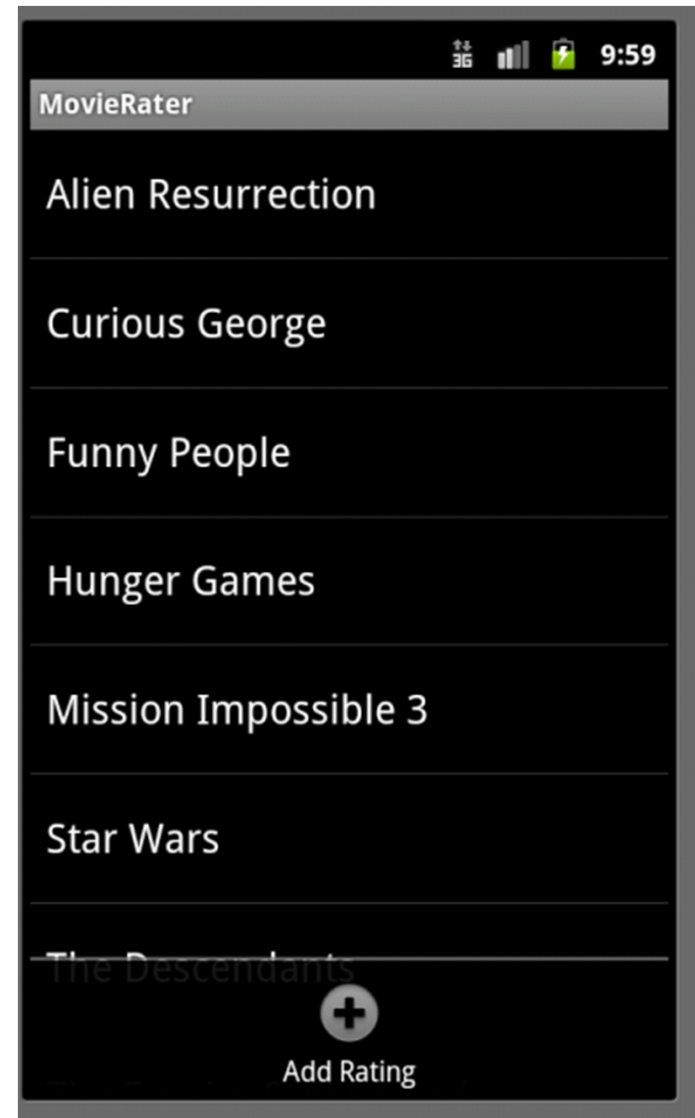 3G 9:59
MovieRater
Alien Resurrection
Curious George
Funny People
Hunger Games
Mission Impossible 3
Star Wars
The Descendants
Add Rating